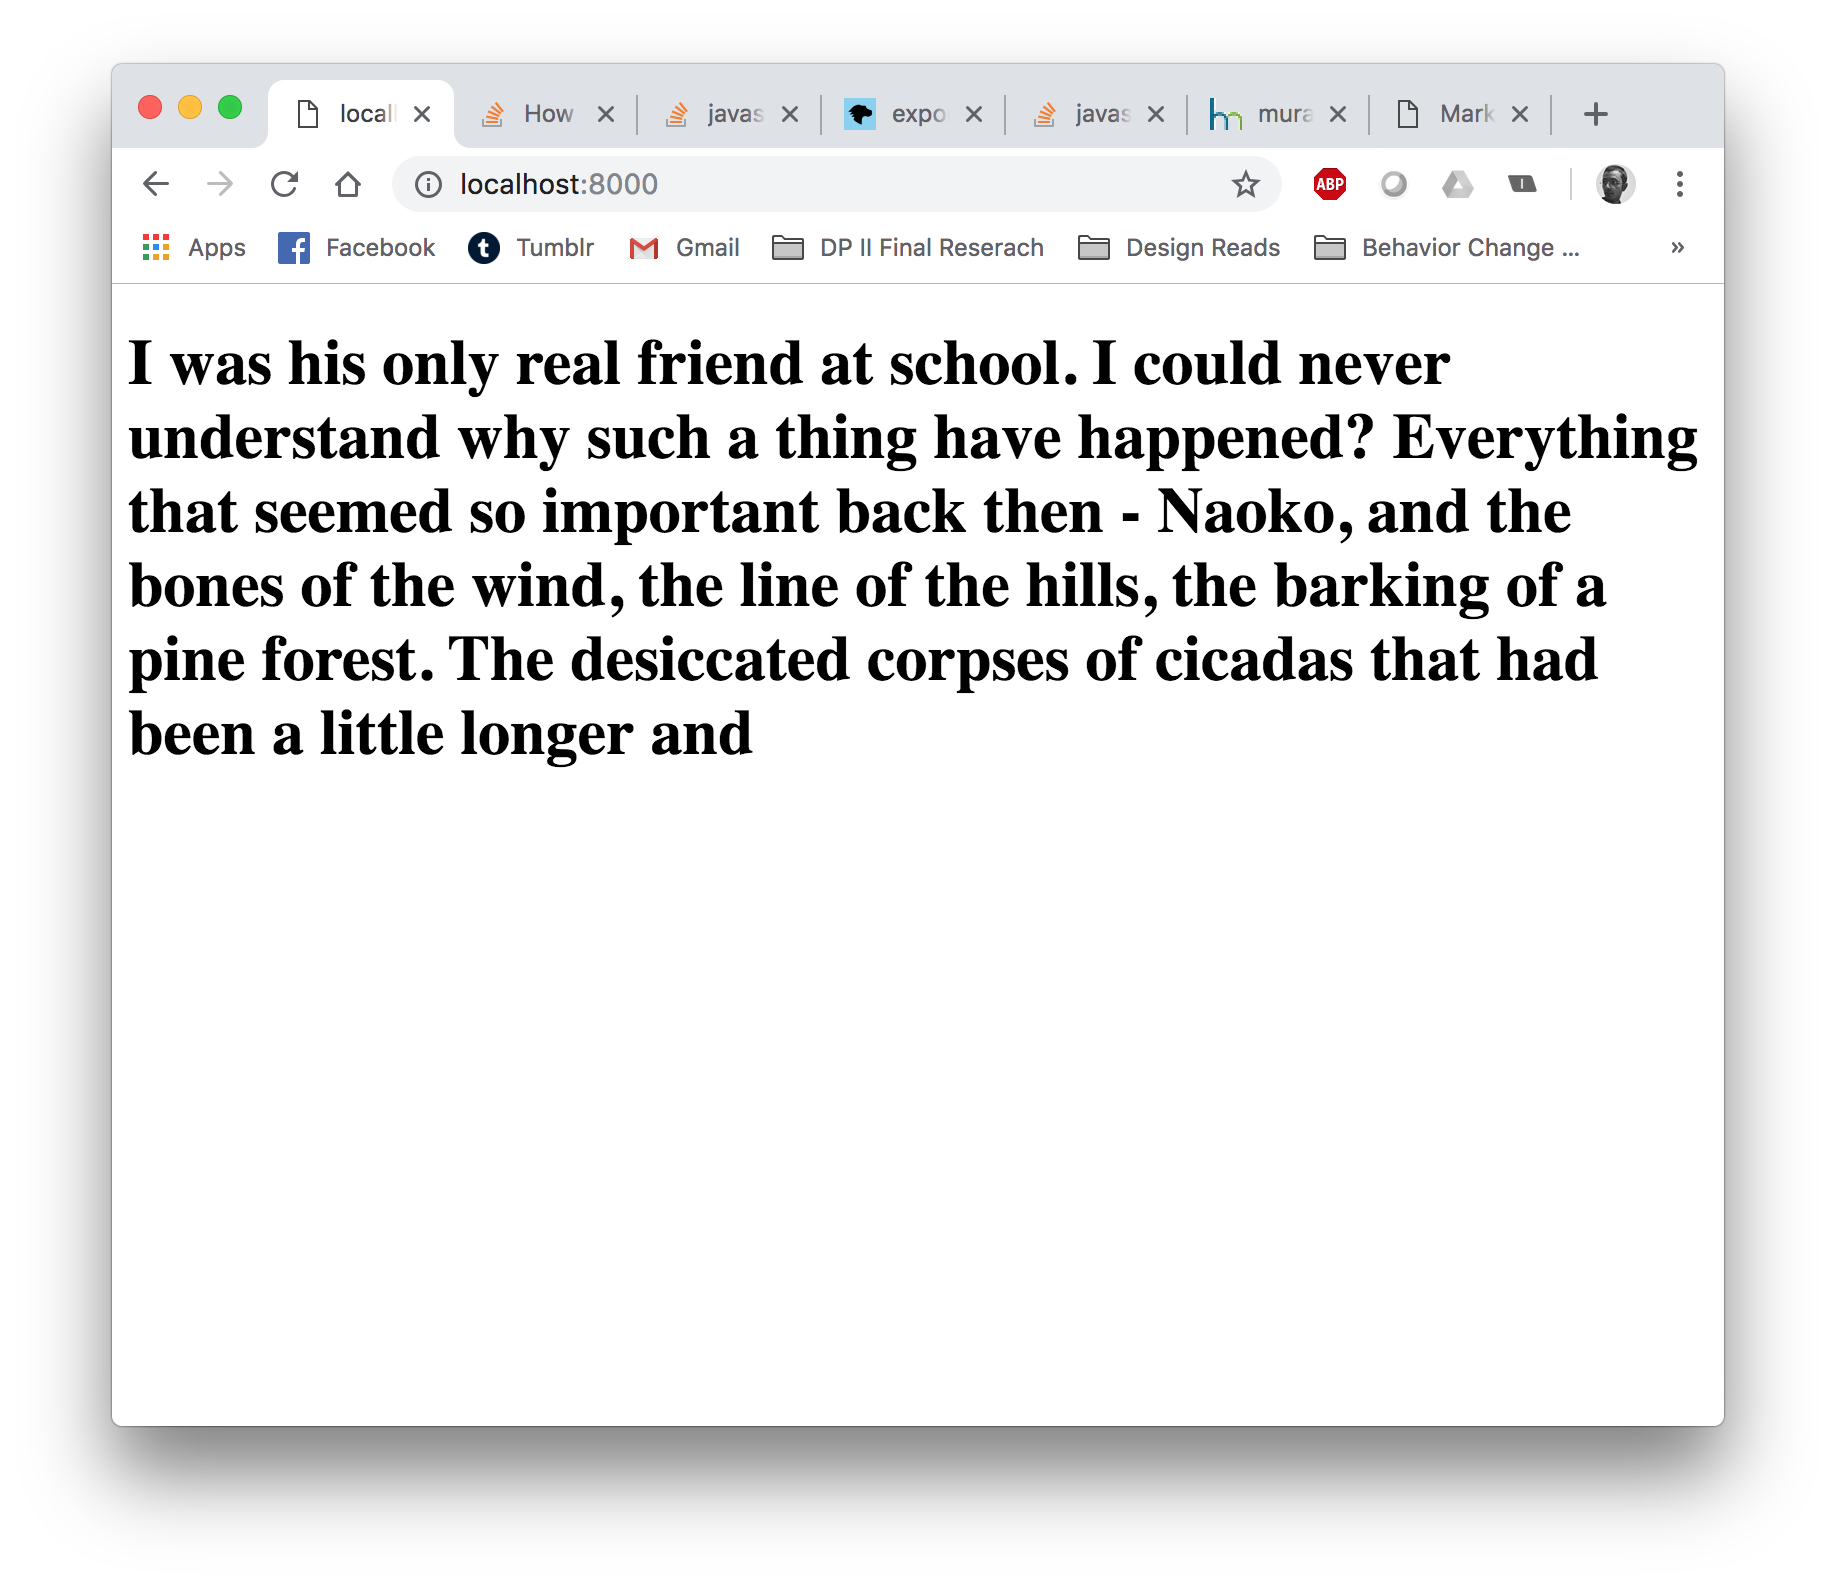 locall
How
javas
expo
javas
mura
Mark
localhost:8000
ABP
Apps
Facebook
Tumblr
Gmail
DP II Final Reserach
Design Reads
Behavior Change ...
I was his only real friend at school. I could never
understand why such a thing have happened? Everything
that seemed so important back then - Naoko, and the
bones of the wind, the line of the hills, the barking of a
pine forest. The desiccated corpses of cicadas that had
been a little longer and